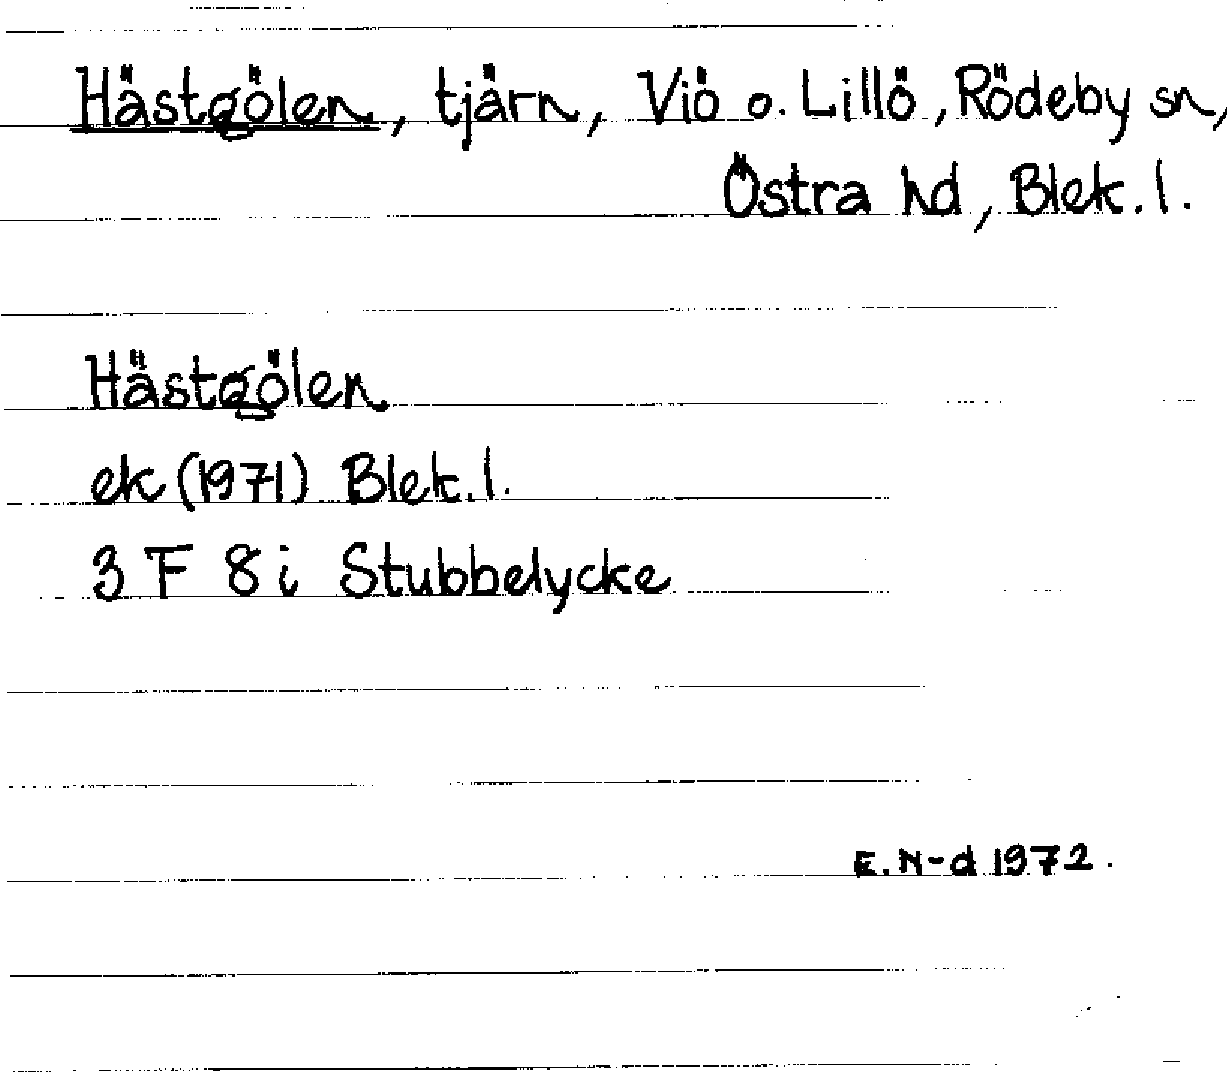 Hästgölen, tjärn, Viö o. Lillö, Rödeby sn,
Östra hd, Blek. l.
Hästgölen
ek (1971) Blek. l.
3 F 8 i Stubbelycke
E. N-d 1972.